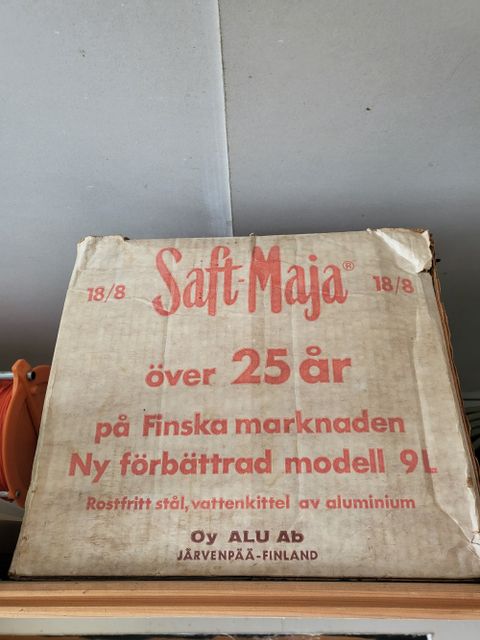 18/8 Saft-Maja® 18/8
över 25 år
på Finska marknaden
Ny förbättrad modell 9L
Rostfritt stål, vattenkittel av aluminium
Oy ALU Ab
JÄRVENPÄÄ-FINLAND